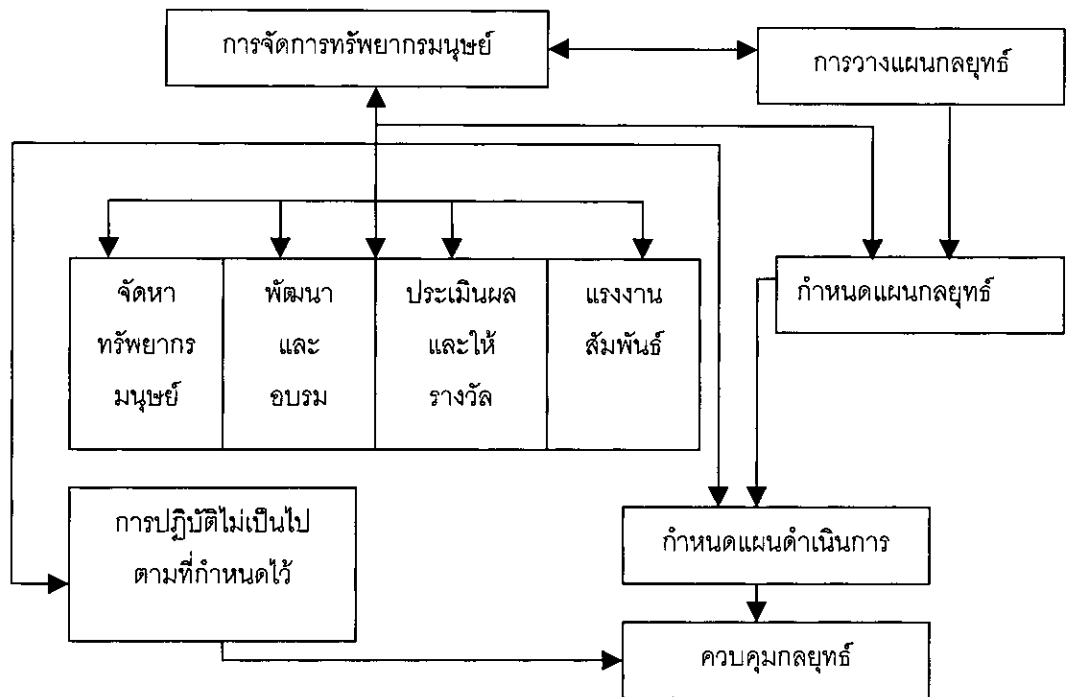 การจัดการทรัพยากรมนุษย์
การวางแผนกลยุทธ์
จัดหา
ทรัพยากร
มนุษย์
พัฒนา
และ
อบรม
ประเมินผล
และให้
รางวัล
แรงงาน
สัมพันธ์
กำหนดแผนกลยุทธ์
การปฏิบัติไม่เป็นไป
ตามที่กำหนดไว้
กำหนดแผนดำเนินการ
ควบคุมกลยุทธ์